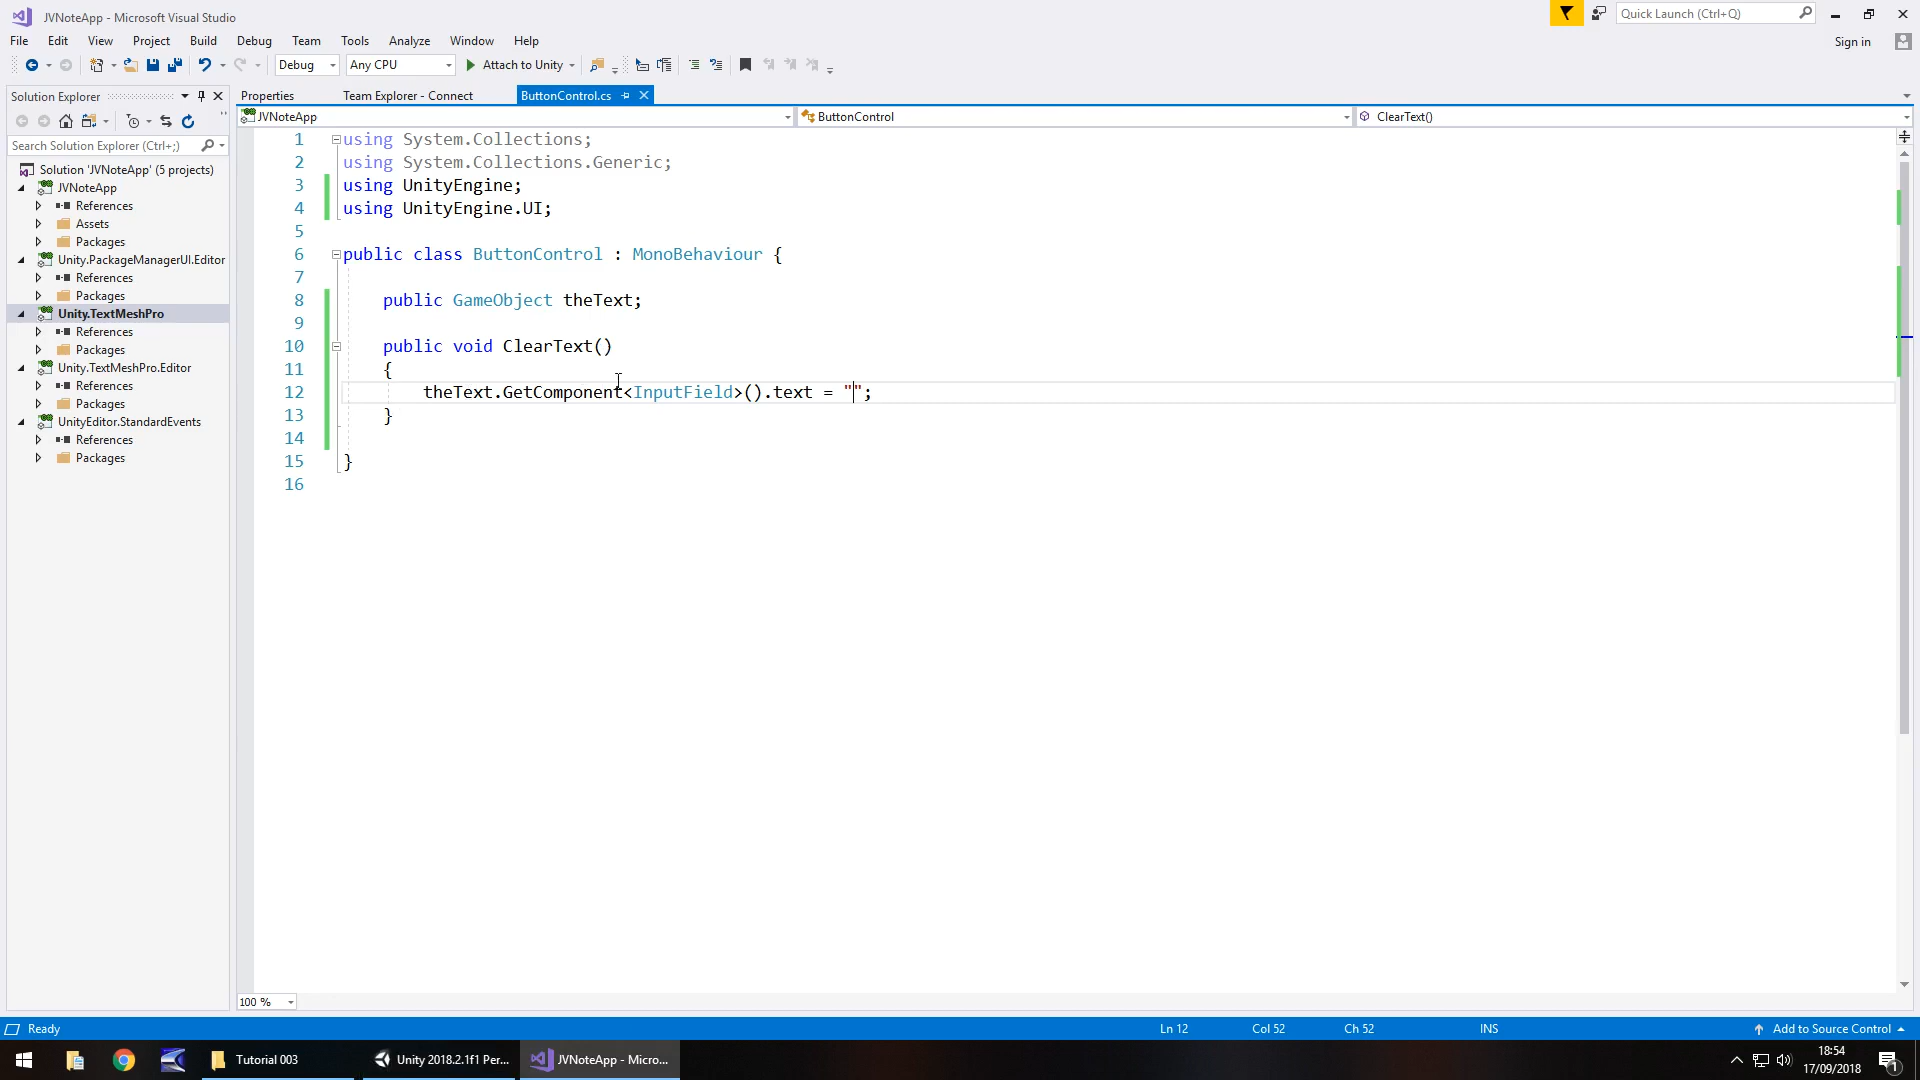 JVNoteApp - Microsoft Visual Studio
Quick Launch (Ctrl+Q)
File Edit View Project Build Debug Team Tools Analyze Window Help
Sign in
Debug Any CPU Attach to Unity
Solution Explorer
Properties Team Explorer - Connect ButtonControl.cs
JVNoteApp ButtonControl ClearText()
Search Solution Explorer (Ctrl+;)
Solution 'JVNoteApp' (5 projects)
JVNoteApp
References
Assets
Packages
Unity.PackageManagerUI.Editor
References
Packages
Unity.TextMeshPro
References
Packages
Unity.TextMeshPro.Editor
References
Packages
UnityEditor.StandardEvents
References
Packages
1 using System.Collections;
2 using System.Collections.Generic;
3 using UnityEngine;
4 using UnityEngine.UI;
5
6 public class ButtonControl : MonoBehaviour {
7
8 public GameObject theText;
9
10 public void ClearText()
11 {
12 theText.GetComponent<InputField>().text = "";
13 }
14
15 }
16
100 %
Ready Ln 12 Col 52 Ch 52 INS Add to Source Control
Tutorial 003 Unity 2018.2.1f1 Per... JVNoteApp - Micro...
18:54
17/09/2018
1